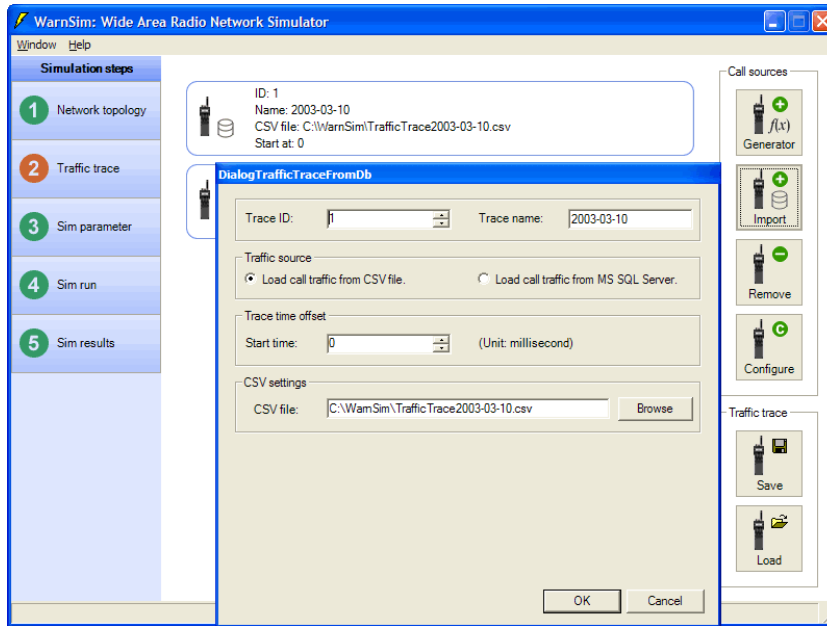 WarnSim: Wide Area Radio Network Simulator
Window Help
Simulation steps
1 Network topology
2 Traffic trace
3 Sim parameter
4 Sim run
5 Sim results
ID: 1
Name: 2003-03-10
CSV file: C:\WarnSim\TrafficTrace2003-03-10.csv
Start at: 0
DialogTrafficTraceFromDb
Trace ID: 1 Trace name: 2003-03-10
Traffic source
Load call traffic from CSV file. Load call traffic from MS SQL Server.
Trace time offset
Start time: 0 (Unit: millisecond)
CSV settings
CSV file: C:\WarnSim\TrafficTrace2003-03-10.csv Browse
OK Cancel
Call sources
f(x)
Generator
Import
Remove
C
Configure
Traffic trace
Save
Load